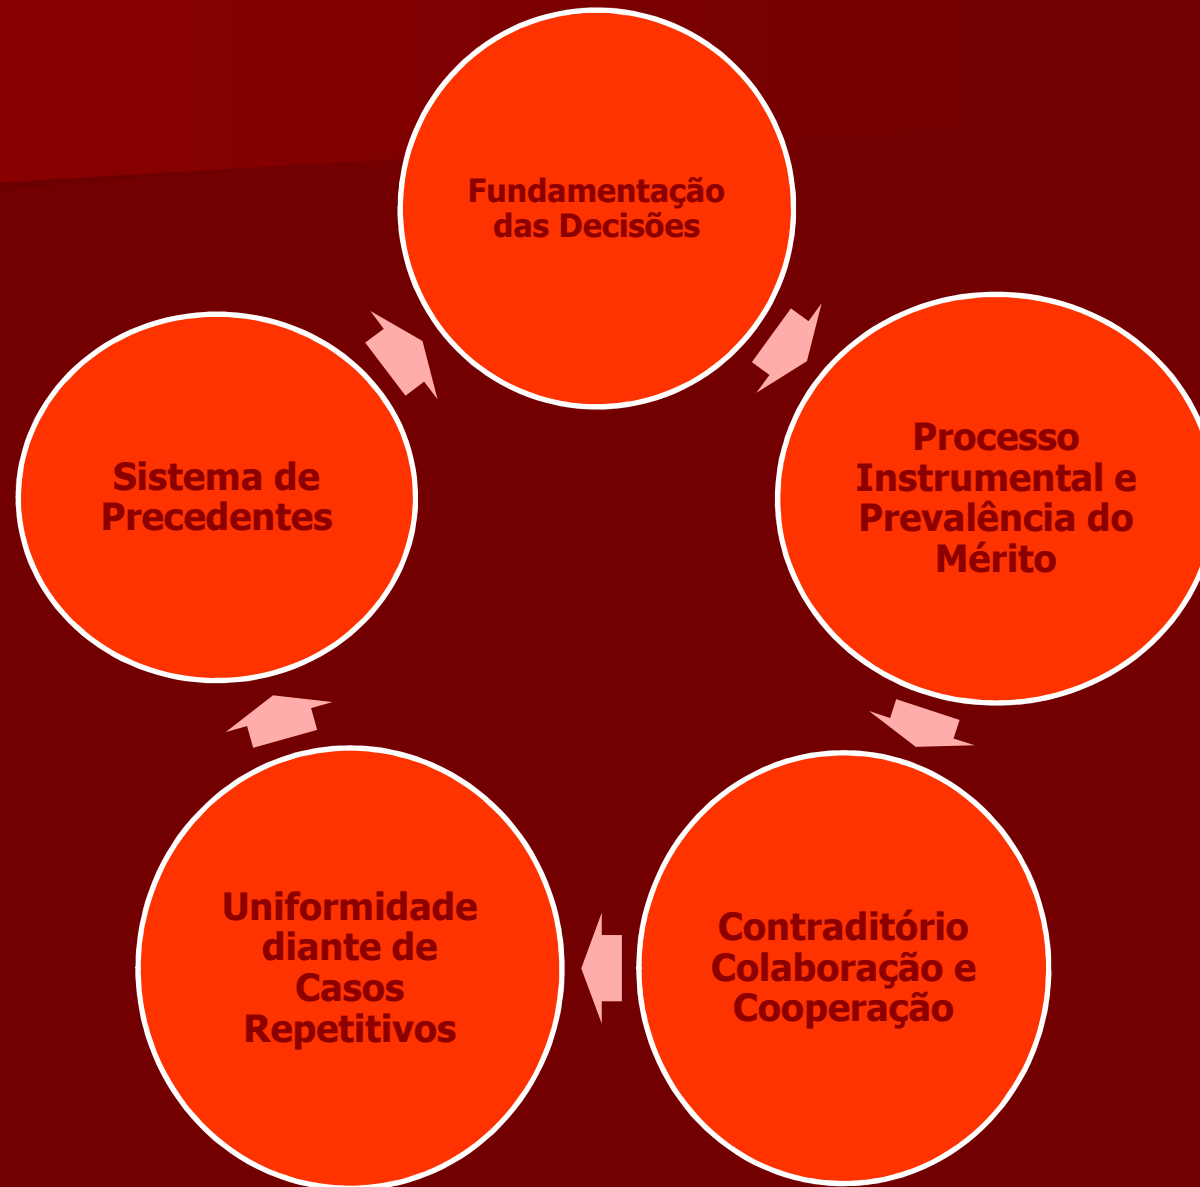 Fundamentação
das Decisões
Processo
Instrumental e
Prevalência do
Mérito
Contraditório
Colaboração e
Cooperação
Uniformidade
diante de
Casos
Repetitivos
Sistema de
Precedentes